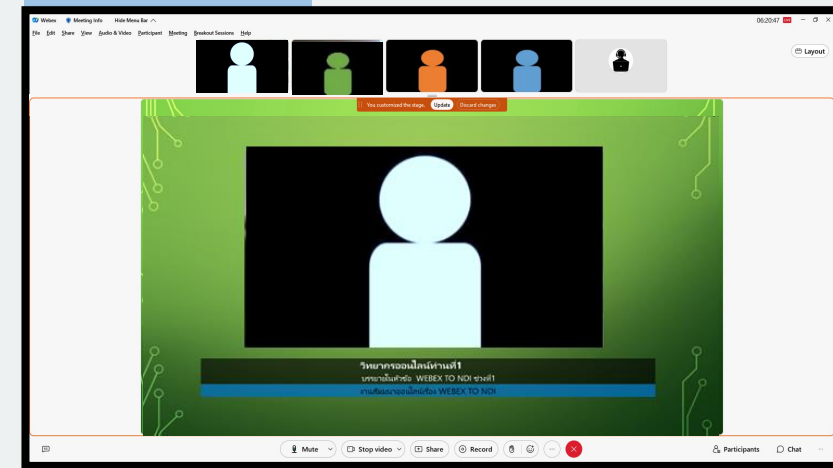 Webex Meeting Info Hide Menu Bar
06:20:47
File Edit Share View Audio & Video Participant Meeting Breakout Sessions Help
Layout
You customized the stage. Update Discard changes
วิทยากรออนไลน์ท่านที่1
บรรยายในหัวข้อ WEBEX TO NDI ช่วงที่1
งานสัมมนาออนไลน์เรื่อง WEBEX TO NDI
Mute Stop video Share Record Participants Chat